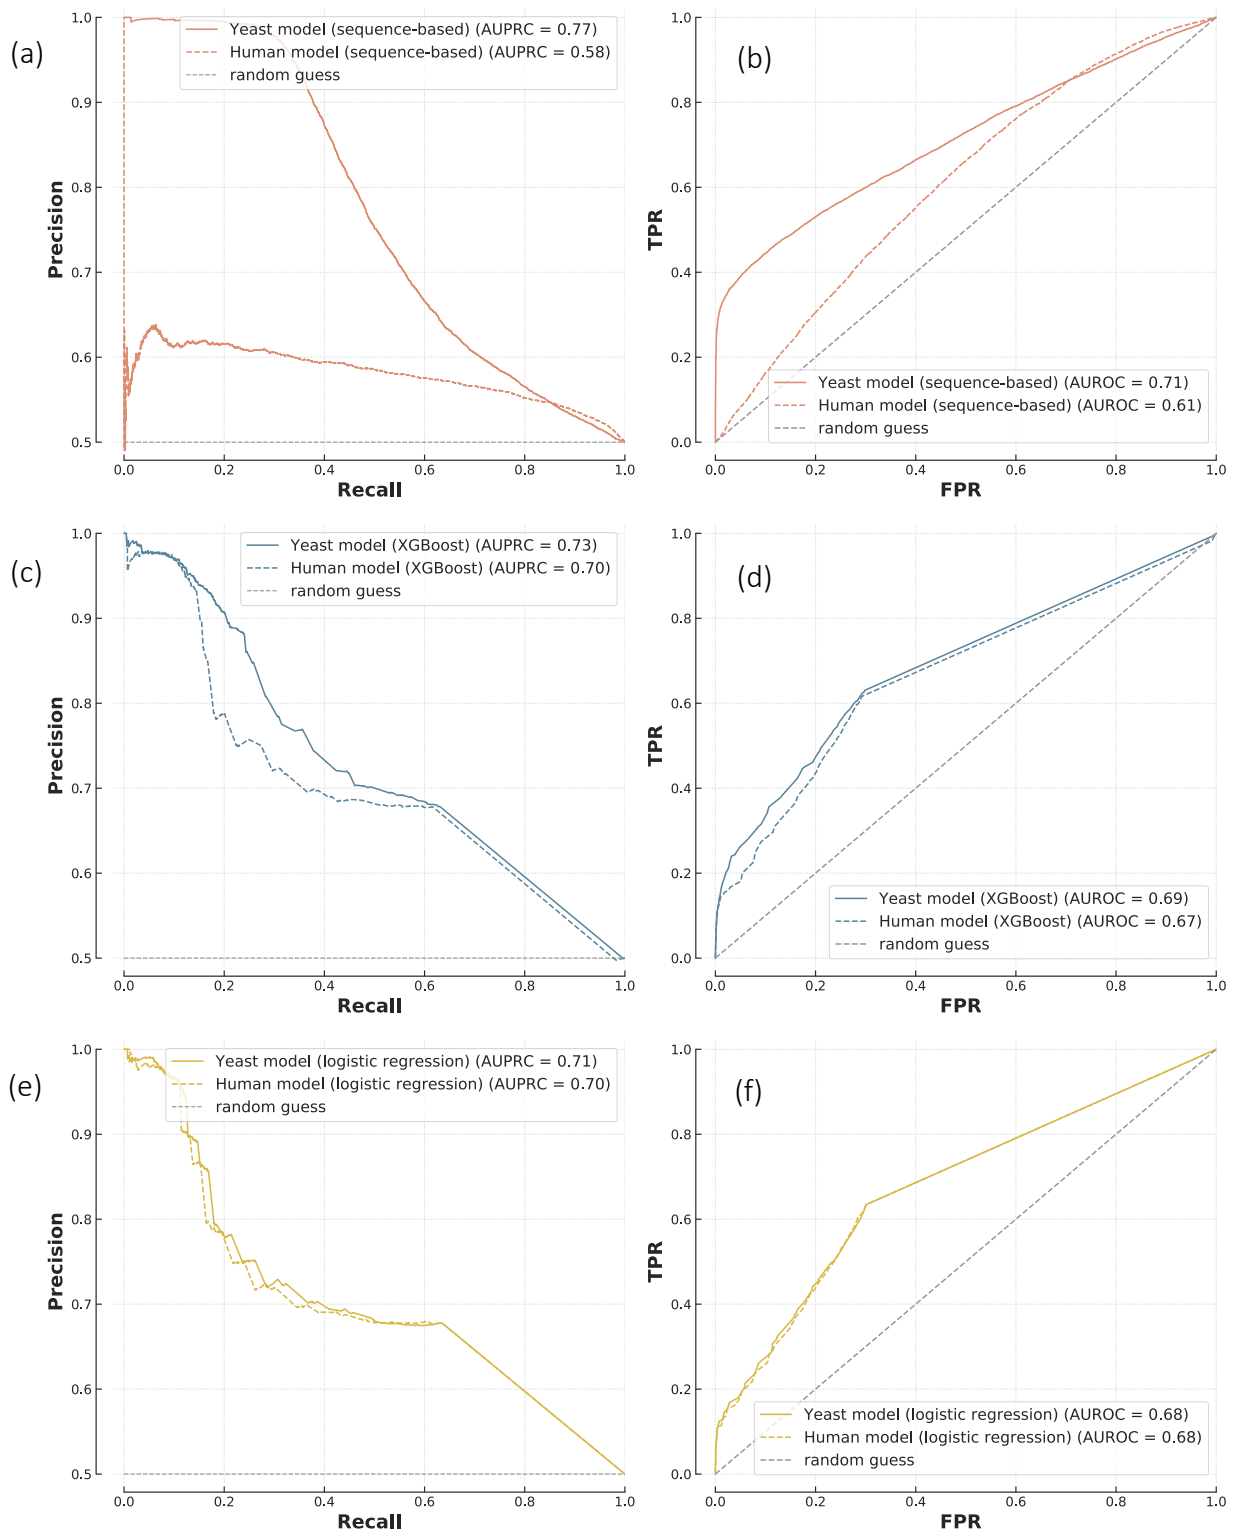 (a)
Yeast model (sequence-based) (AUPRC = 0.77)
Human model (sequence-based) (AUPRC = 0.58)
random guess
Precision
1.0
0.9
0.8
0.7
0.6
0.5
0.0 0.2 0.4 0.6 0.8 1.0
Recall
(b)
TPR
1.0
0.8
0.6
0.4
0.2
0.0
Yeast model (sequence-based) (AUROC = 0.71)
Human model (sequence-based) (AUROC = 0.61)
random guess
0.0 0.2 0.4 0.6 0.8 1.0
FPR
(c)
Yeast model (XGBoost) (AUPRC = 0.73)
Human model (XGBoost) (AUPRC = 0.70)
random guess
Precision
1.0
0.9
0.8
0.7
0.6
0.5
0.0 0.2 0.4 0.6 0.8 1.0
Recall
(d)
TPR
1.0
0.8
0.6
0.4
0.2
0.0
Yeast model (XGBoost) (AUROC = 0.69)
Human model (XGBoost) (AUROC = 0.67)
random guess
0.0 0.2 0.4 0.6 0.8 1.0
FPR
(e)
Yeast model (logistic regression) (AUPRC = 0.71)
Human model (logistic regression) (AUPRC = 0.70)
random guess
Precision
1.0
0.9
0.8
0.7
0.6
0.5
0.0 0.2 0.4 0.6 0.8 1.0
Recall
(f)
TPR
1.0
0.8
0.6
0.4
0.2
0.0
Yeast model (logistic regression) (AUROC = 0.68)
Human model (logistic regression) (AUROC = 0.68)
random guess
0.0 0.2 0.4 0.6 0.8 1.0
FPR